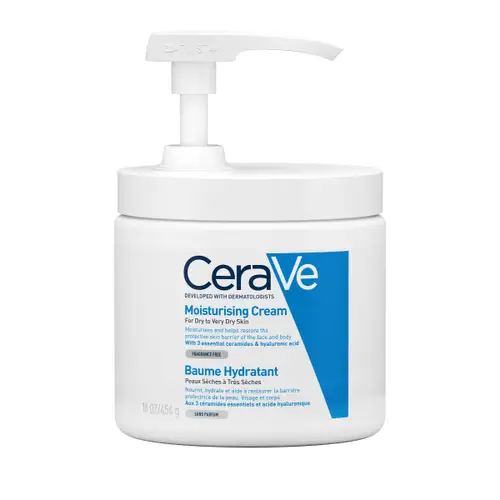 PUSH
CeraVe
DEVELOPED WITH DERMATOLOGISTS
Moisturising Cream
For Dry to Very Dry Skin
Moisturises and helps restore the
protective skin barrier of the face and body
With 3 essential ceramides & hyaluronic acid
FRAGRANCE FREE
Baume Hydratant
Peaux Sèches à Très Sèches
Nourrit, hydrate et aide à restaurer la barrière
protectrice de la peau. Visage et corps
Aux 3 céramides essentiels et acide hyaluronique
SANS PARFUM
16 OZ/454 g